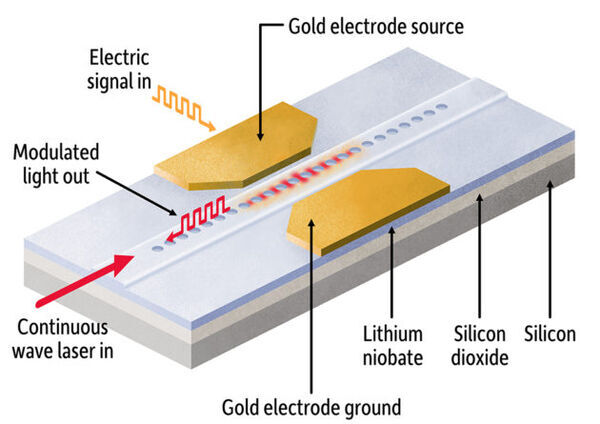 Gold electrode source
Electric
signal in
Modulated
light out
Continuous
wave laser in
Lithium
niobate
Silicon
dioxide
Silicon
Gold electrode ground